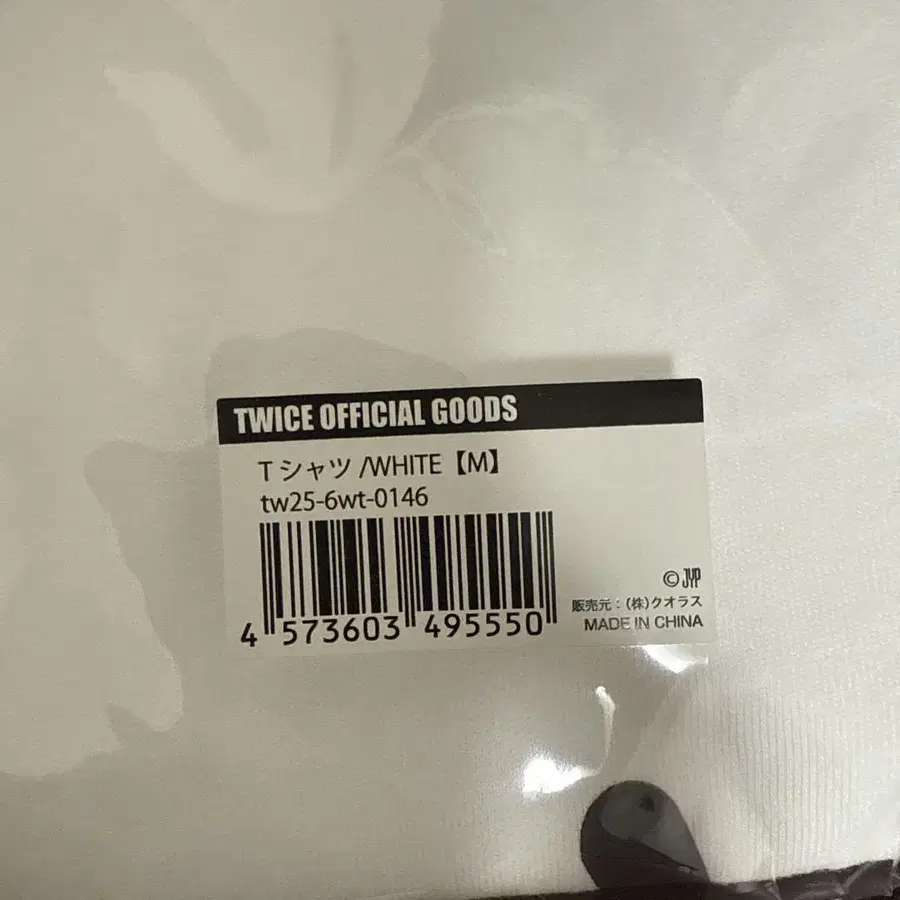 TWICE OFFICIAL GOODS
Tシャツ /WHITE【M】
tw25-6wt-0146
4 573603 495550
© JYP
販売元：(株)クオラス
MADE IN CHINA